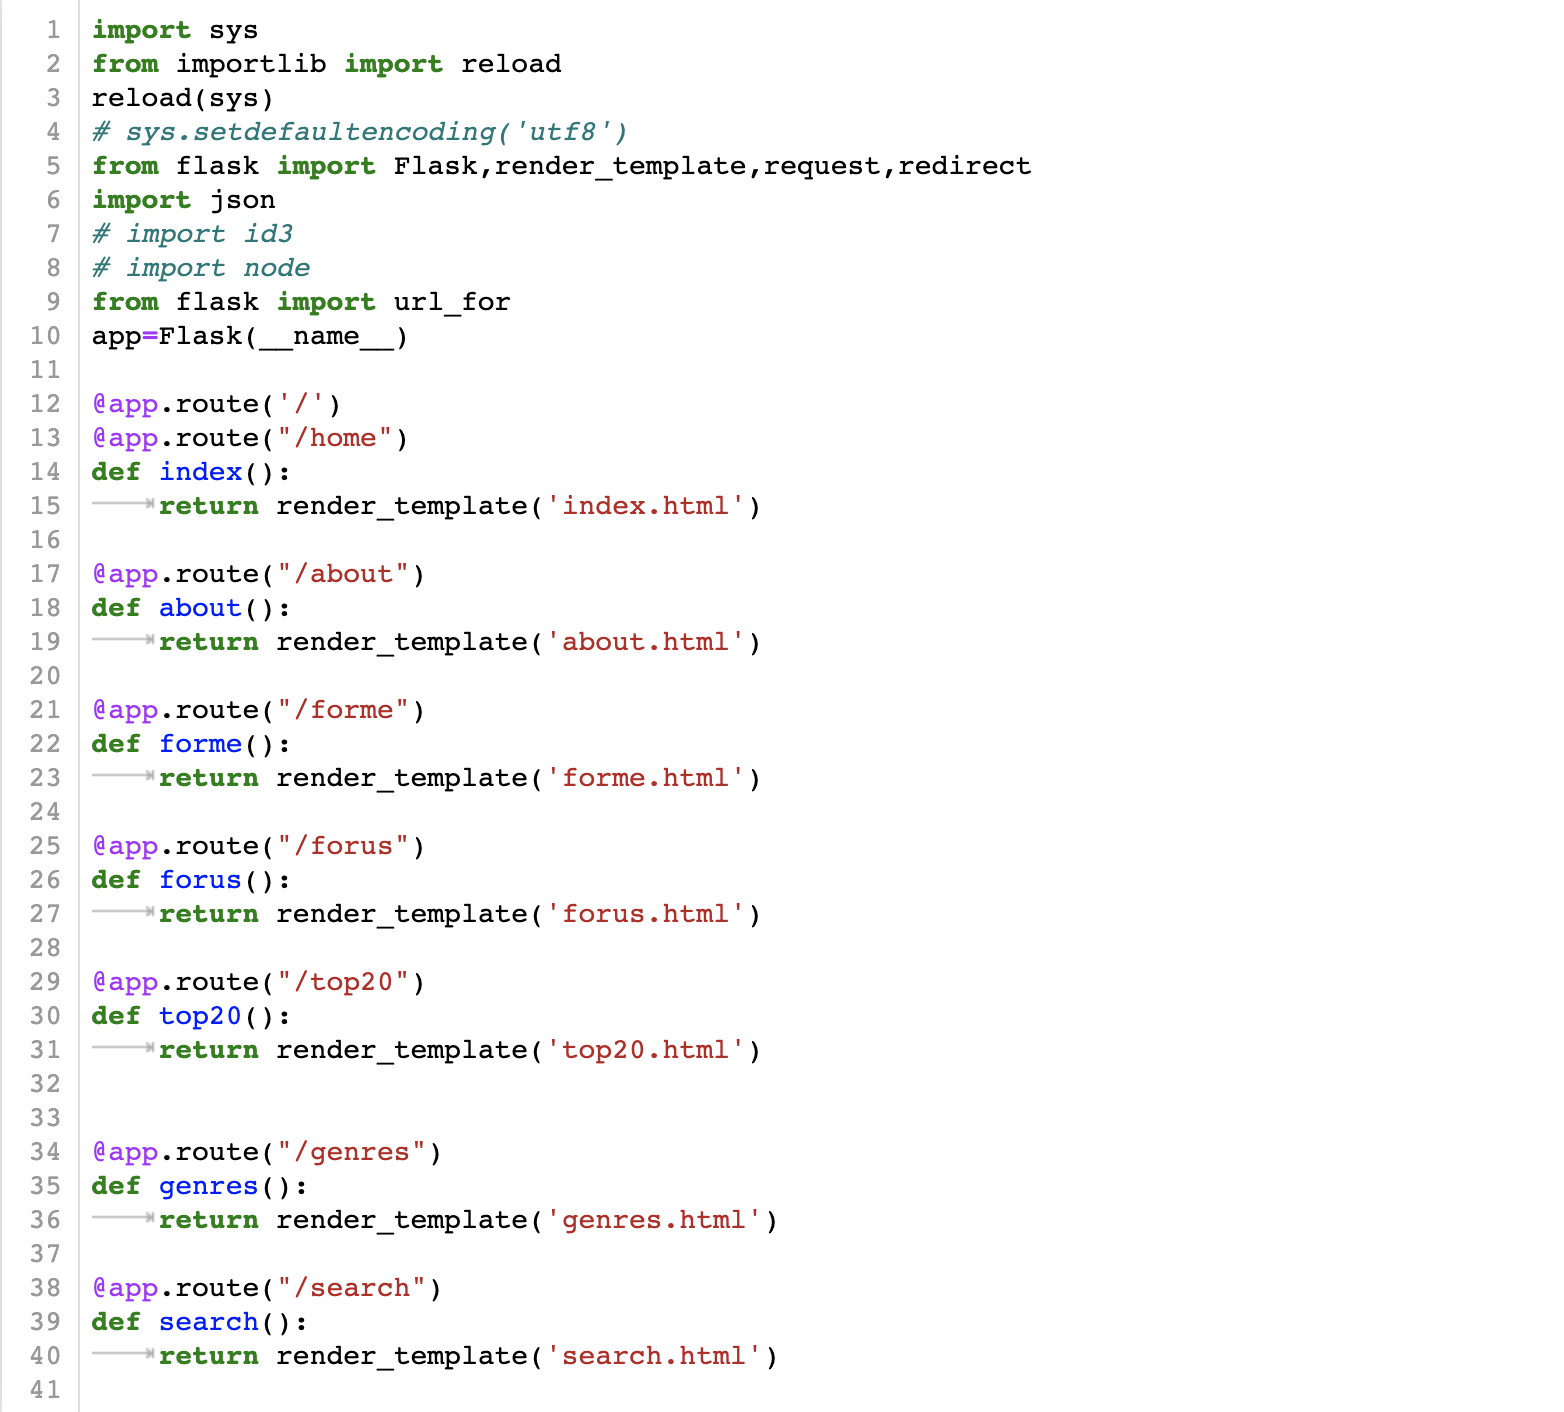 1 import sys
2 from importlib import reload
3 reload(sys)
4 # sys.setdefaultencoding('utf8')
5 from flask import Flask,render_template,request,redirect
6 import json
7 # import id3
8 # import node
9 from flask import url_for
10 app=Flask(__name__)
11
12 @app.route('/')
13 @app.route("/home")
14 def index():
15 return render_template('index.html')
16
17 @app.route("/about")
18 def about():
19 return render_template('about.html')
20
21 @app.route("/forme")
22 def forme():
23 return render_template('forme.html')
24
25 @app.route("/forus")
26 def forus():
27 return render_template('forus.html')
28
29 @app.route("/top20")
30 def top20():
31 return render_template('top20.html')
32
33
34 @app.route("/genres")
35 def genres():
36 return render_template('genres.html')
37
38 @app.route("/search")
39 def search():
40 return render_template('search.html')
41